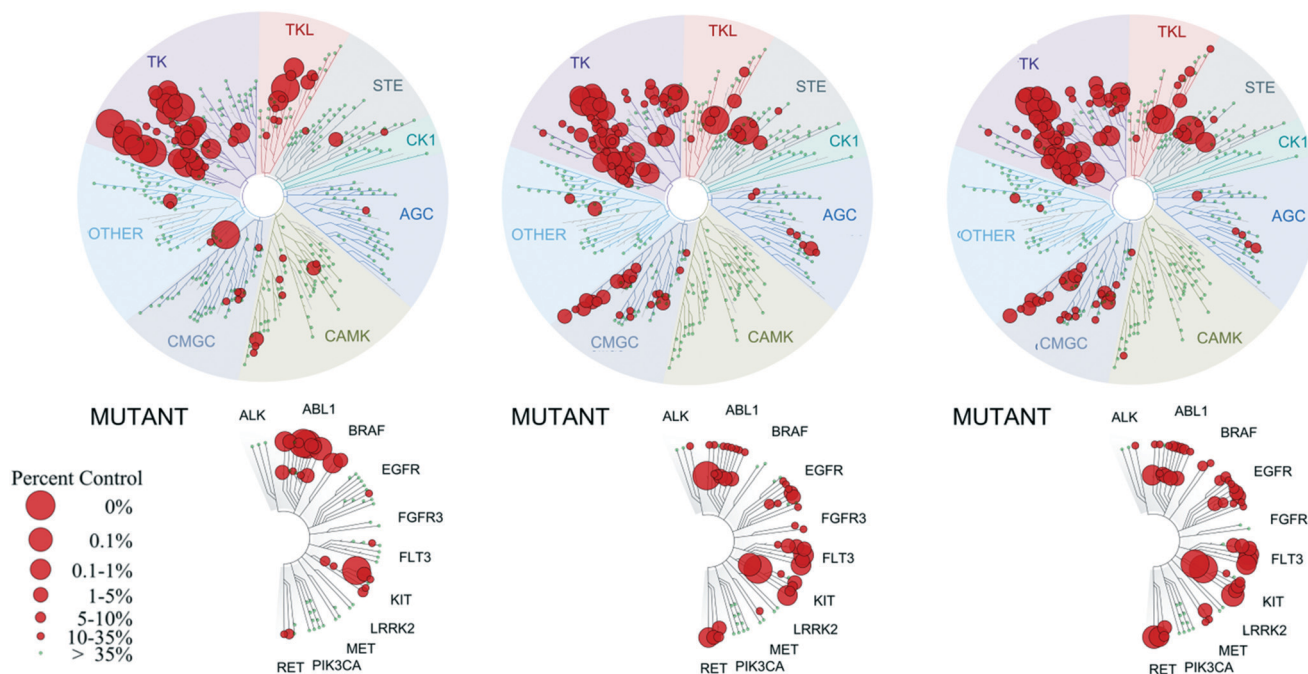 TK
TKL
STE
CK1
AGC
OTHER
CMGC
CAMK
TK
TKL
STE
CK1
AGC
OTHER
CMGC
CAMK
TK
TKL
STE
CK1
AGC
OTHER
CMGC
CAMK
MUTANT
ALK
ABL1
BRAF
EGFR
FGFR3
FLT3
KIT
LRRK2
MET
PIK3CA
RET
MUTANT
ALK
ABL1
BRAF
EGFR
FGFR3
FLT3
KIT
LRRK2
MET
PIK3CA
RET
MUTANT
ALK
ABL1
BRAF
EGFR
FGFR
FLT3
KIT
LRRK2
MET
PIK3CA
RET
Percent Control
0%
0.1%
0.1-1%
1-5%
5-10%
10-35%
> 35%